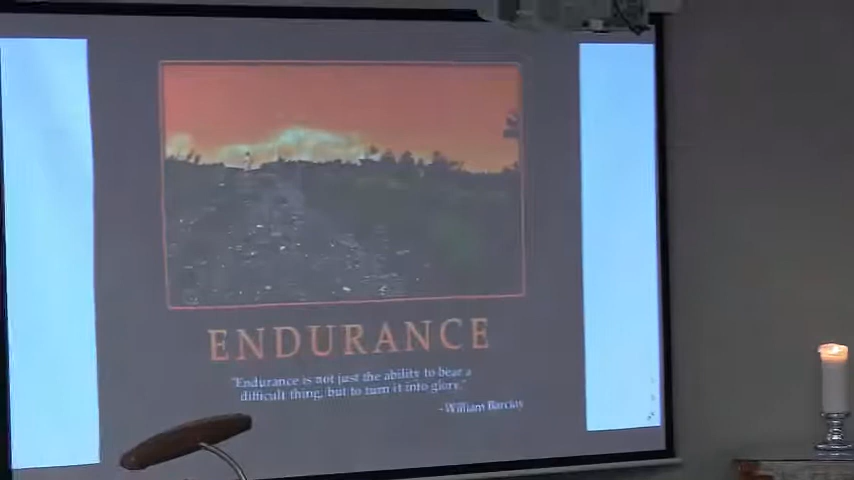 ENDURANCE
"Endurance is not just the ability to bear a
difficult thing, but to turn it into glory."
-William Barclay